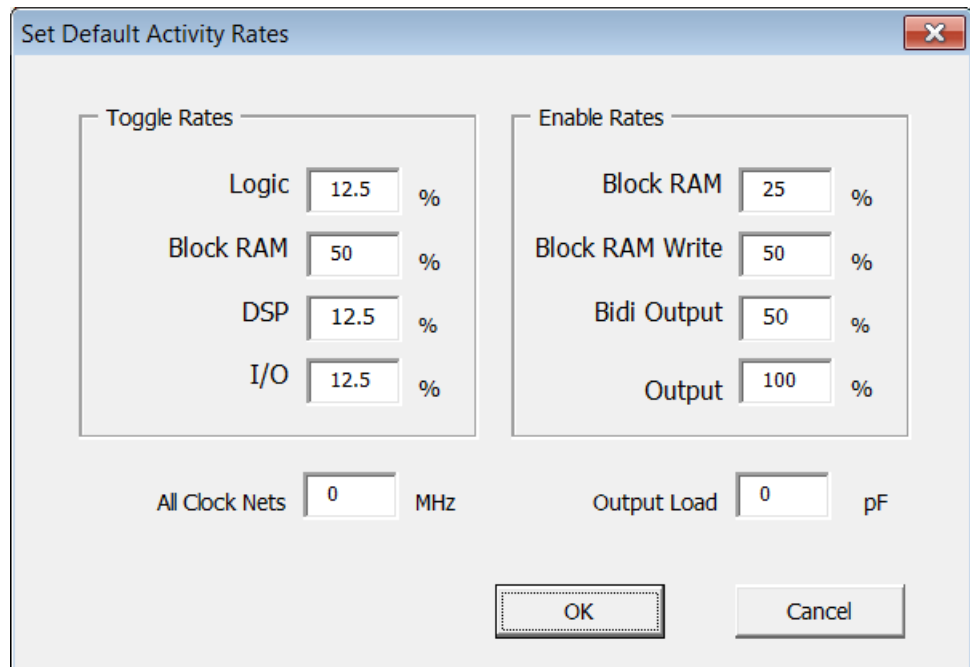 Set Default Activity Rates
Toggle Rates
Logic 12.5 %
Block RAM 50 %
DSP 12.5 %
I/O 12.5 %
Enable Rates
Block RAM 25 %
Block RAM Write 50 %
Bidi Output 50 %
Output 100 %
All Clock Nets 0 MHz
Output Load 0 pF
OK
Cancel